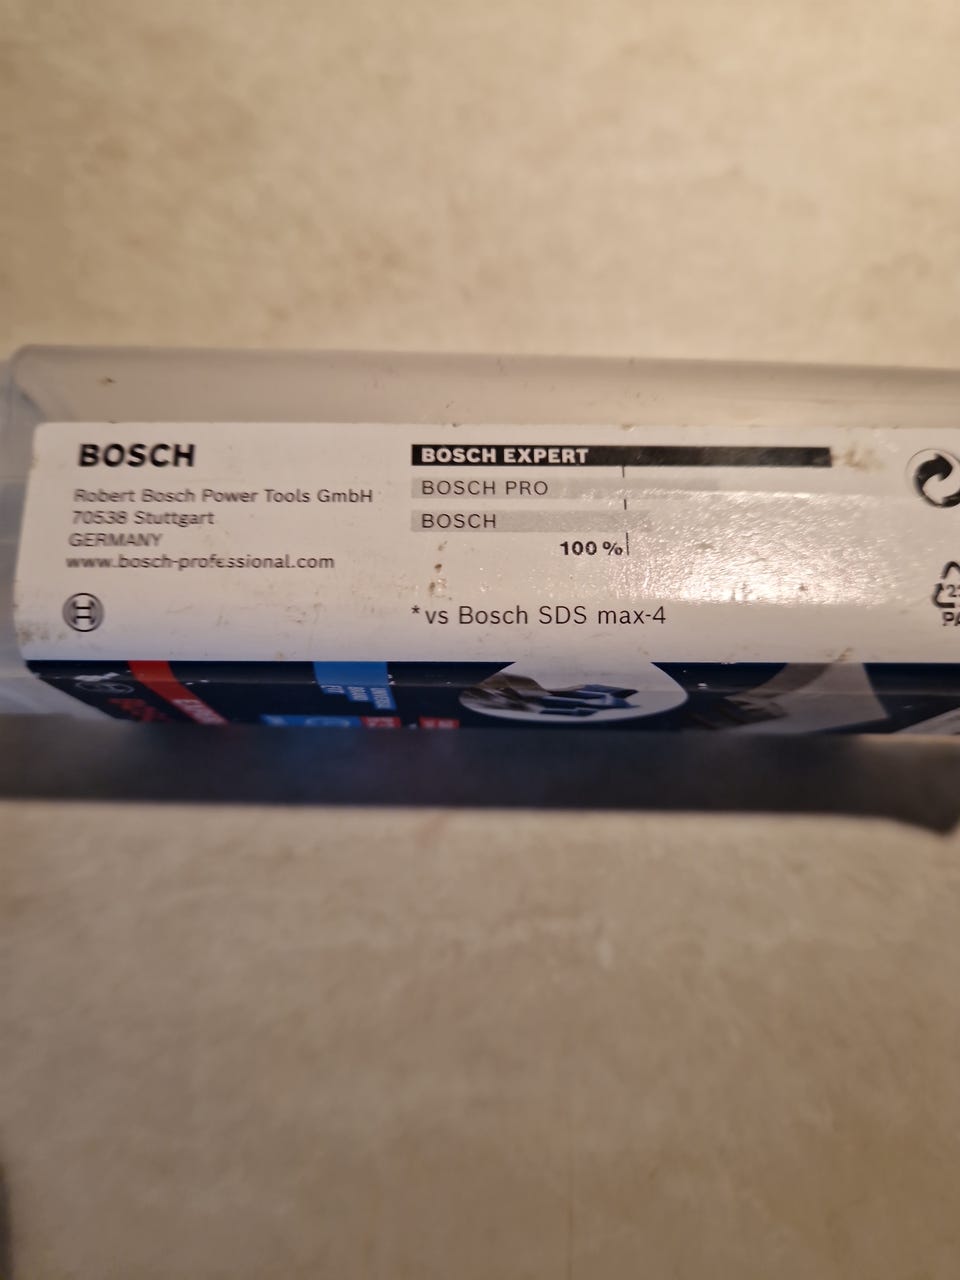 BOSCH
Robert Bosch Power Tools GmbH
70538 Stuttgart
GERMANY
www.bosch-professional.com
BOSCH EXPERT
BOSCH PRO
BOSCH
100 %
*vs Bosch SDS max-4